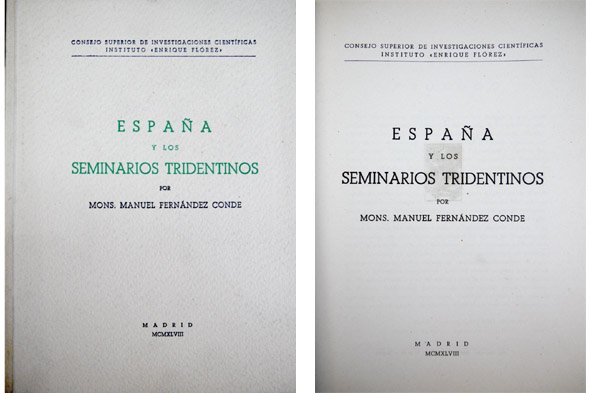 CONSEJO SUPERIOR DE INVESTIGACIONES CIENTÍFICAS
INSTITUTO «ENRIQUE FLÓREZ»
ESPAÑA
Y LOS
SEMINARIOS TRIDENTINOS
POR
MONS. MANUEL FERNÁNDEZ CONDE
MADRID
MCMXLVIII
CONSEJO SUPERIOR DE INVESTIGACIONES CIENTÍFICAS
INSTITUTO «ENRIQUE FLÓREZ»
ESPAÑA
Y LOS
SEMINARIOS TRIDENTINOS
POR
MONS. MANUEL FERNÁNDEZ CONDE
MADRID
MCMXLVIII